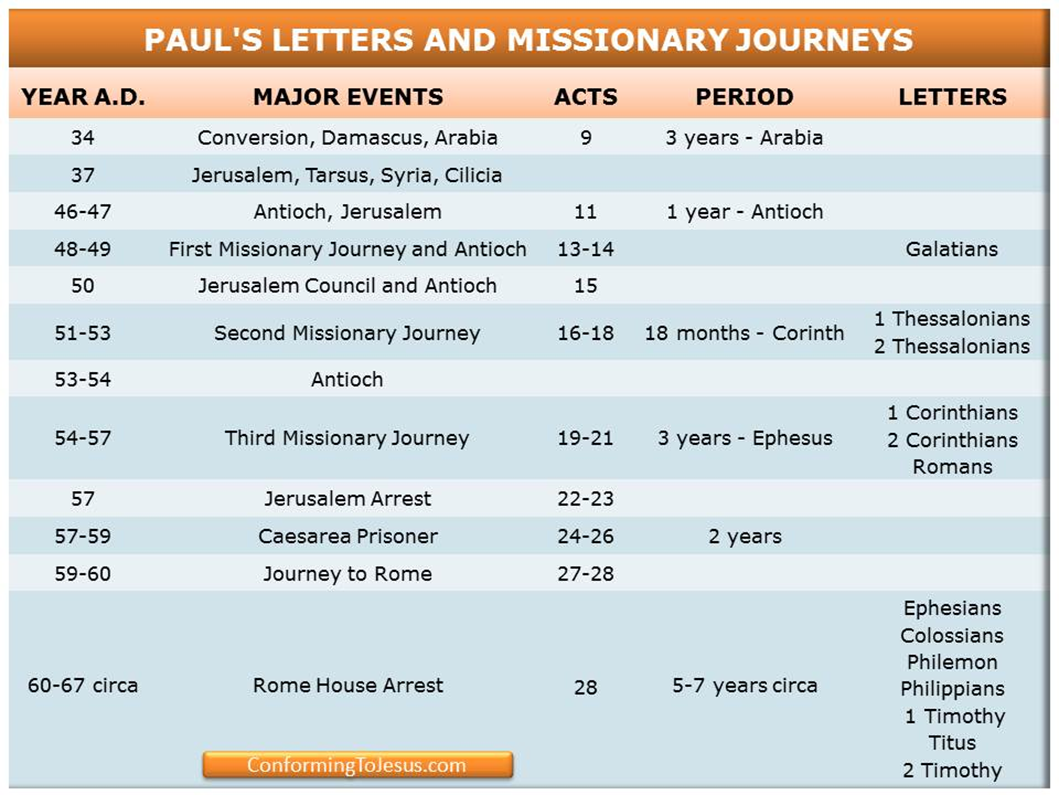 PAUL'S LETTERS AND MISSIONARY JOURNEYS
YEAR A.D. MAJOR EVENTS ACTS PERIOD LETTERS
34 Conversion, Damascus, Arabia 9 3 years - Arabia
37 Jerusalem, Tarsus, Syria, Cilicia
46-47 Antioch, Jerusalem 11 1 year - Antioch
48-49 First Missionary Journey and Antioch 13-14 Galatians
50 Jerusalem Council and Antioch 15
51-53 Second Missionary Journey 16-18 18 months - Corinth 1 Thessalonians
2 Thessalonians
53-54 Antioch
54-57 Third Missionary Journey 19-21 3 years - Ephesus 1 Corinthians
2 Corinthians
Romans
57 Jerusalem Arrest 22-23
57-59 Caesarea Prisoner 24-26 2 years
59-60 Journey to Rome 27-28
60-67 circa Rome House Arrest 28 5-7 years circa Ephesians
Colossians
Philemon
Philippians
1 Timothy
Titus
2 Timothy
ConformingToJesus.com